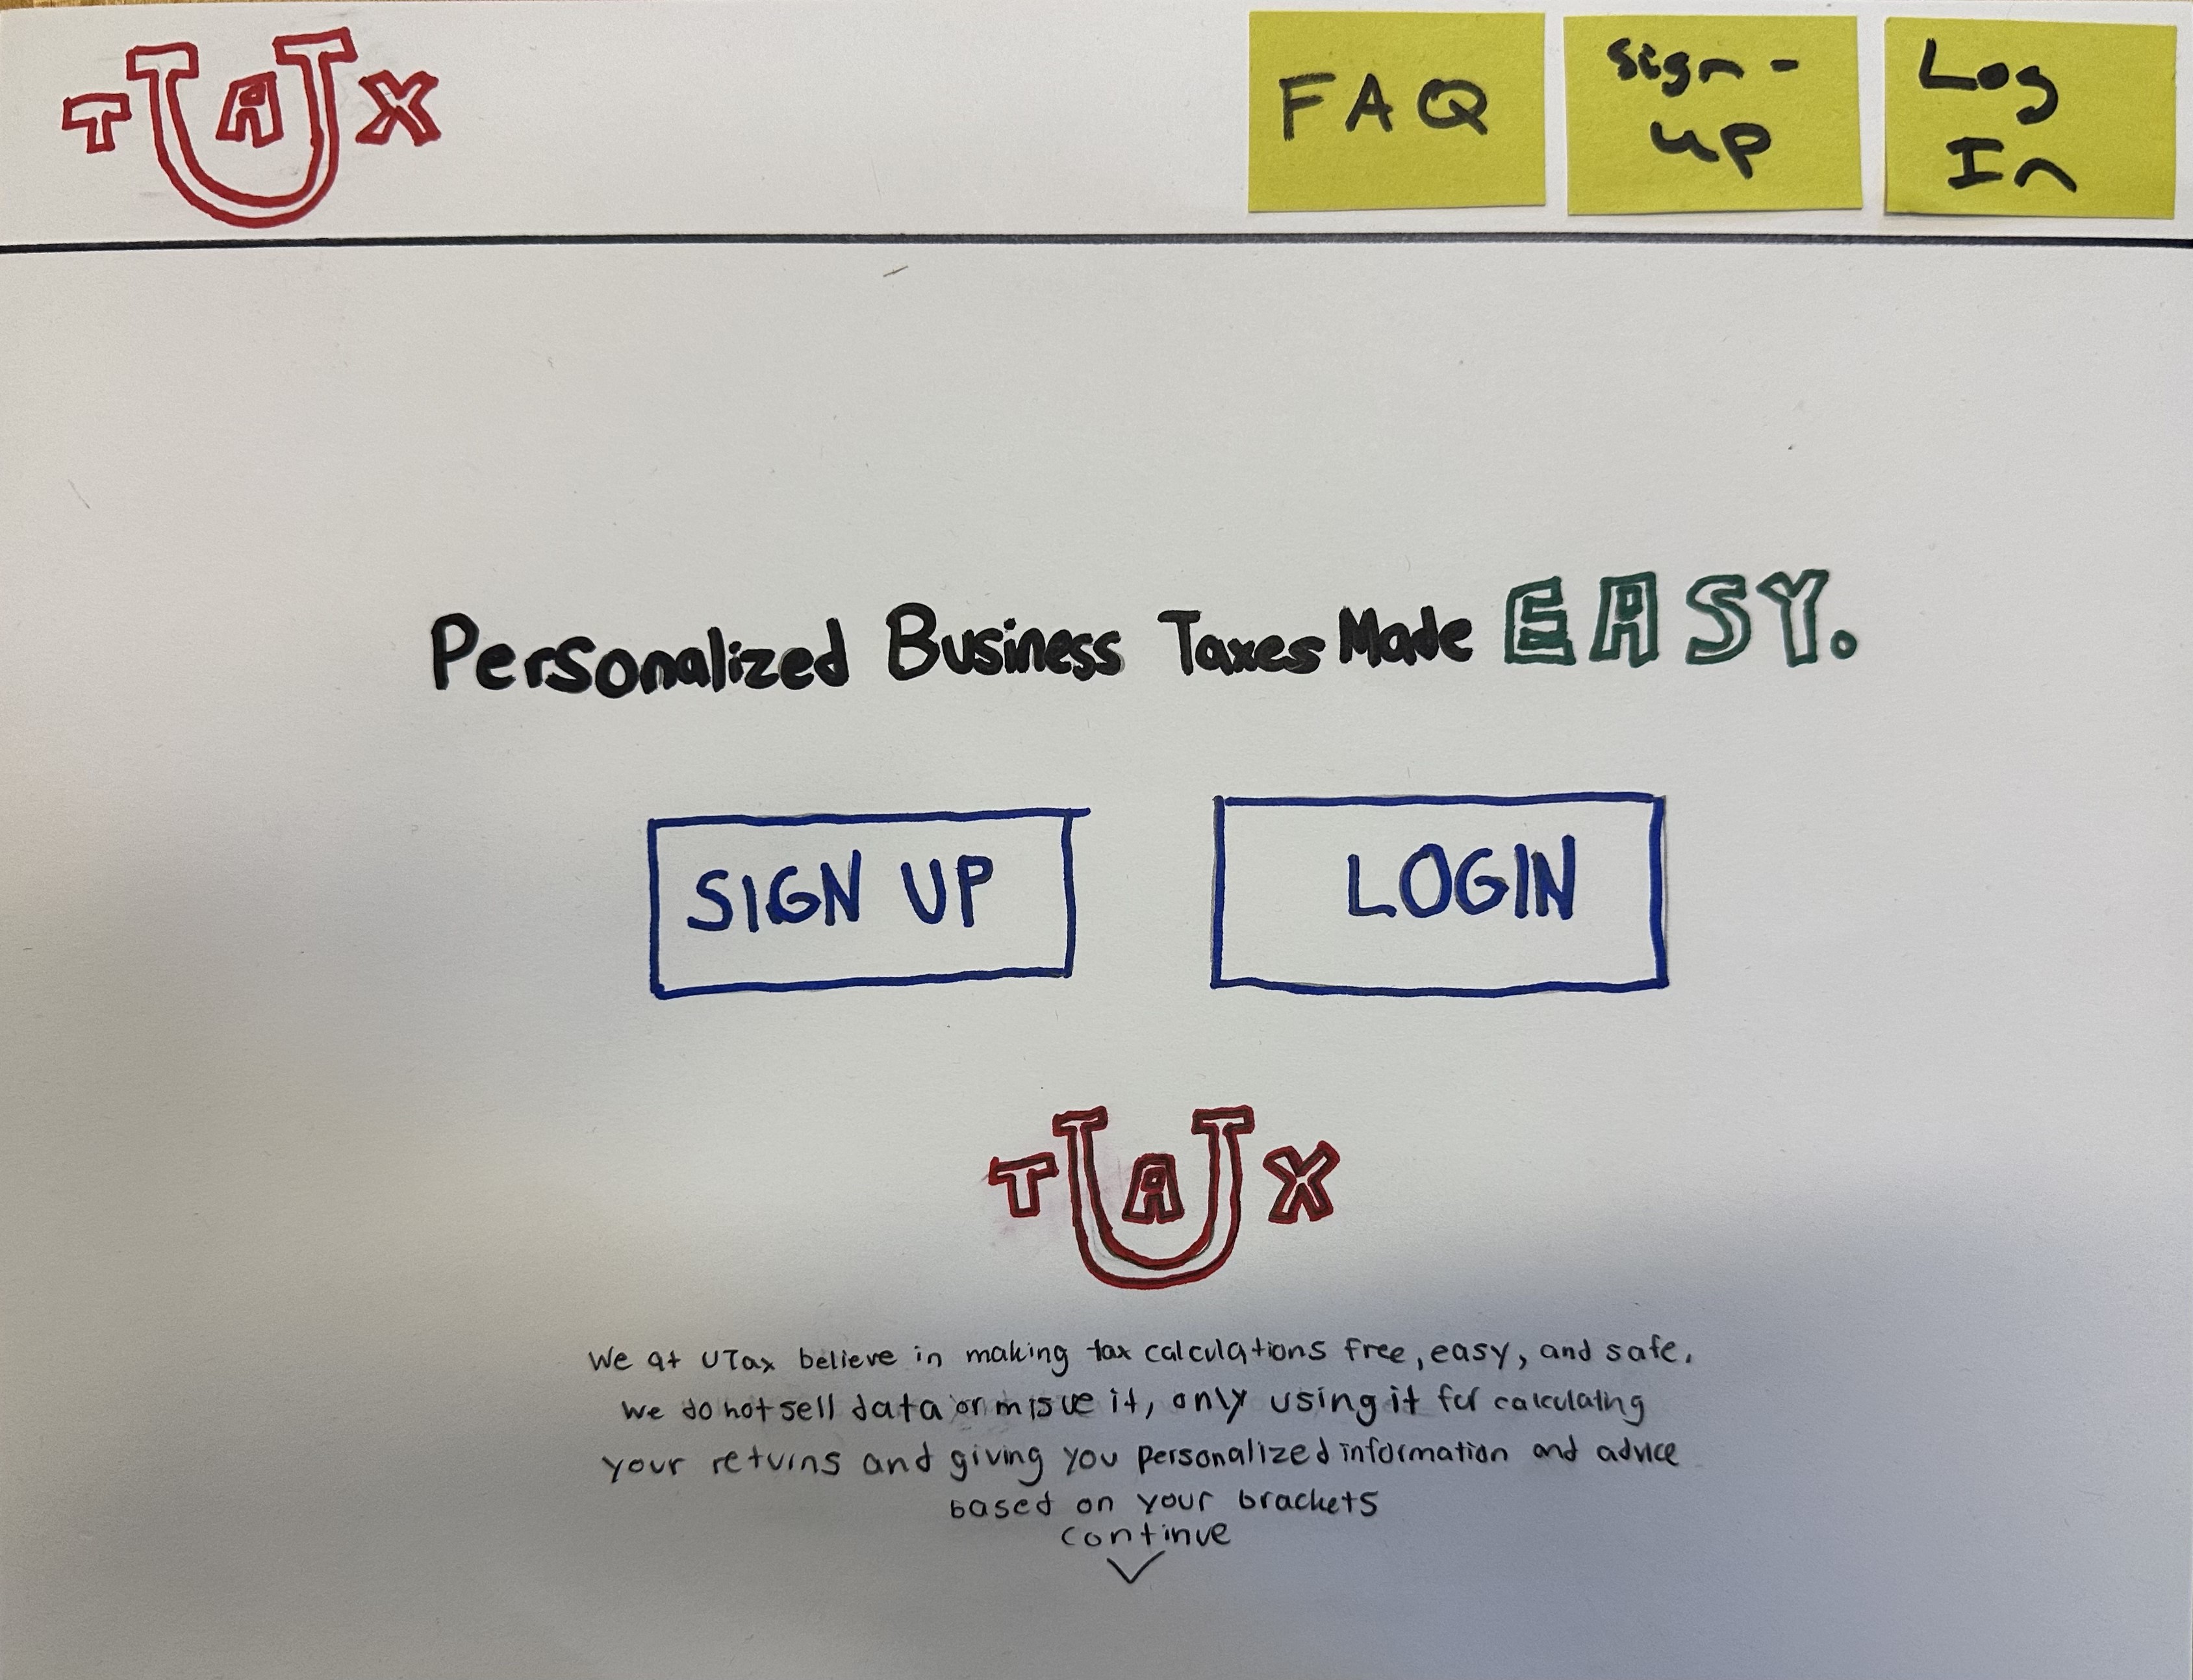 TUAX
FAQ
Sign-
up
Log
In
Personalized Business Taxes Made EASY.
SIGN UP
LOGIN
TUAX
We at UTax believe in making tax calculations free, easy, and safe.
We do not sell data or misue it, only using it for calculating
your returns and giving you personalized information and advice
based on your brackets
continue